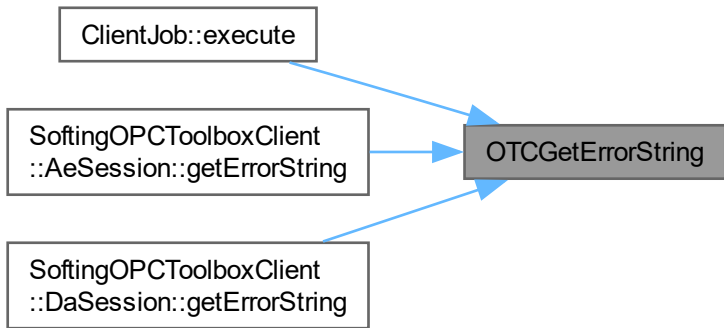 ClientJob::execute
SoftingOPCToolboxClient
::AeSession::getErrorString
OTCGetErrorString
SoftingOPCToolboxClient
::DaSession::getErrorString